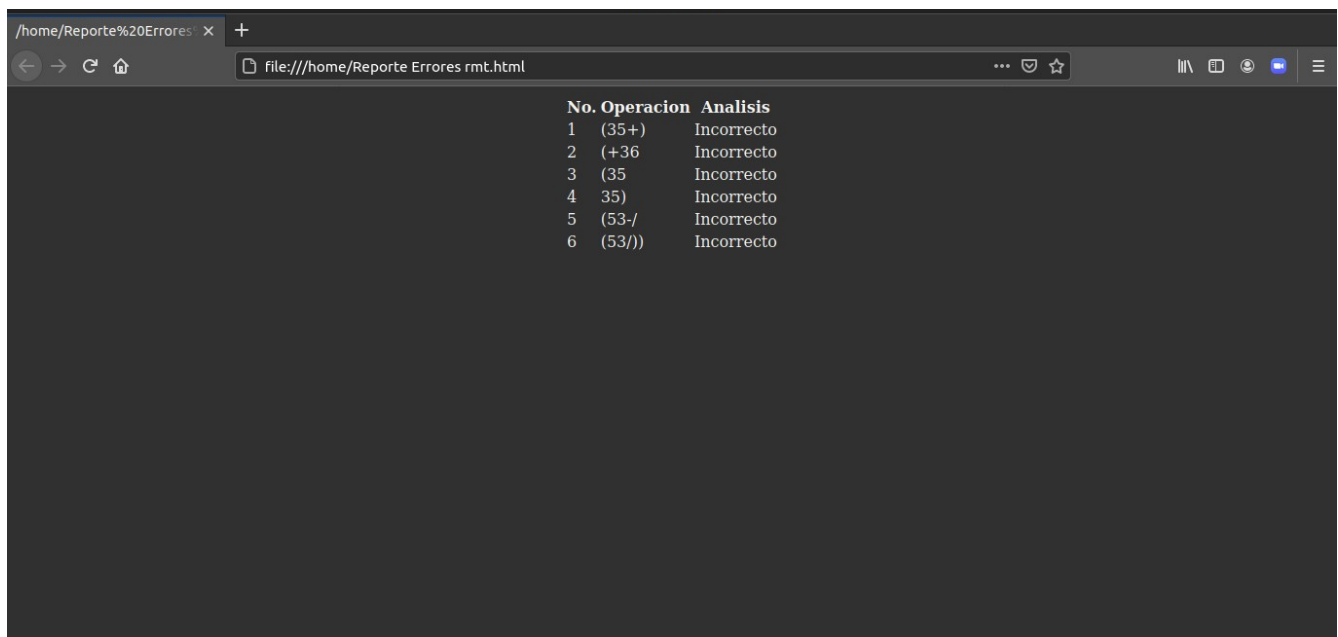 /home/Reporte%20Errores%
file:///home/Reporte Errores rmt.html
No. Operacion Analisis
1 (35+) Incorrecto
2 (+36 Incorrecto
3 (35 Incorrecto
4 35) Incorrecto
5 (53-/ Incorrecto
6 (53/)) Incorrecto